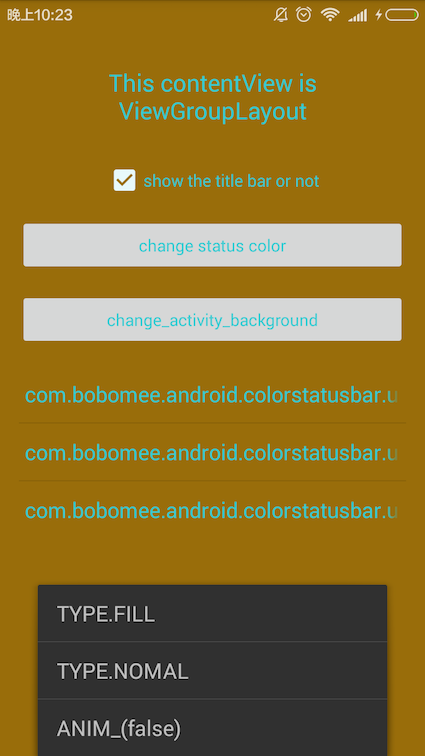 晚上10:23
This contentView is
ViewGroupLayout
show the title bar or not
change status color
change_activity_background
com.bobomee.android.colorstatusbar.u
com.bobomee.android.colorstatusbar.u
com.bobomee.android.colorstatusbar.u
TYPE.FILL
TYPE.NOMAL
ANIM_(false)